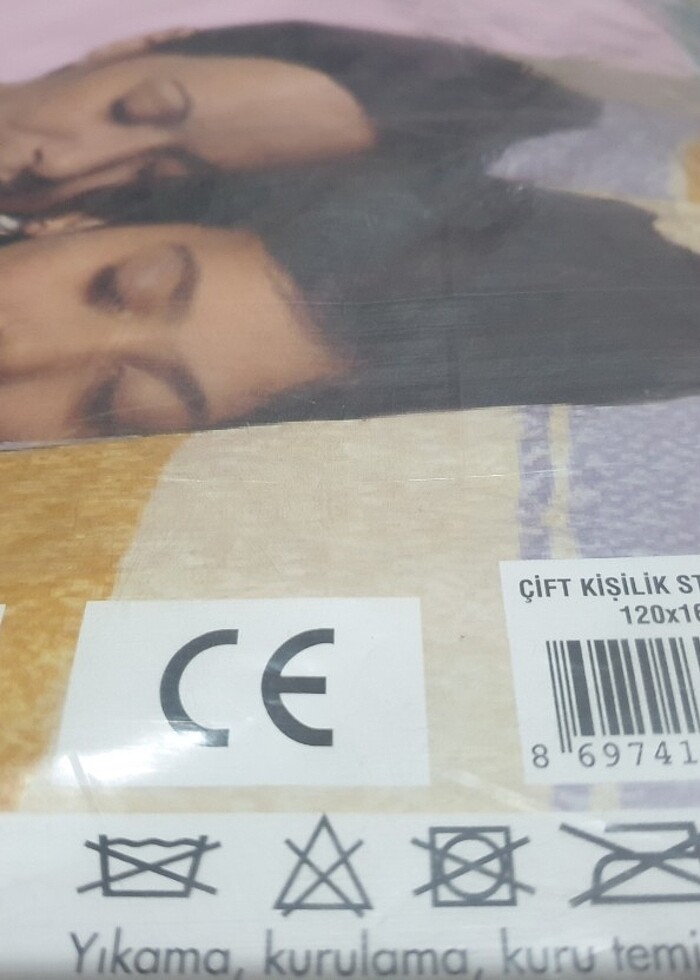 ÇİFT KİŞİLİK
CE
8 69741
Yıkama, kurulama, kuru